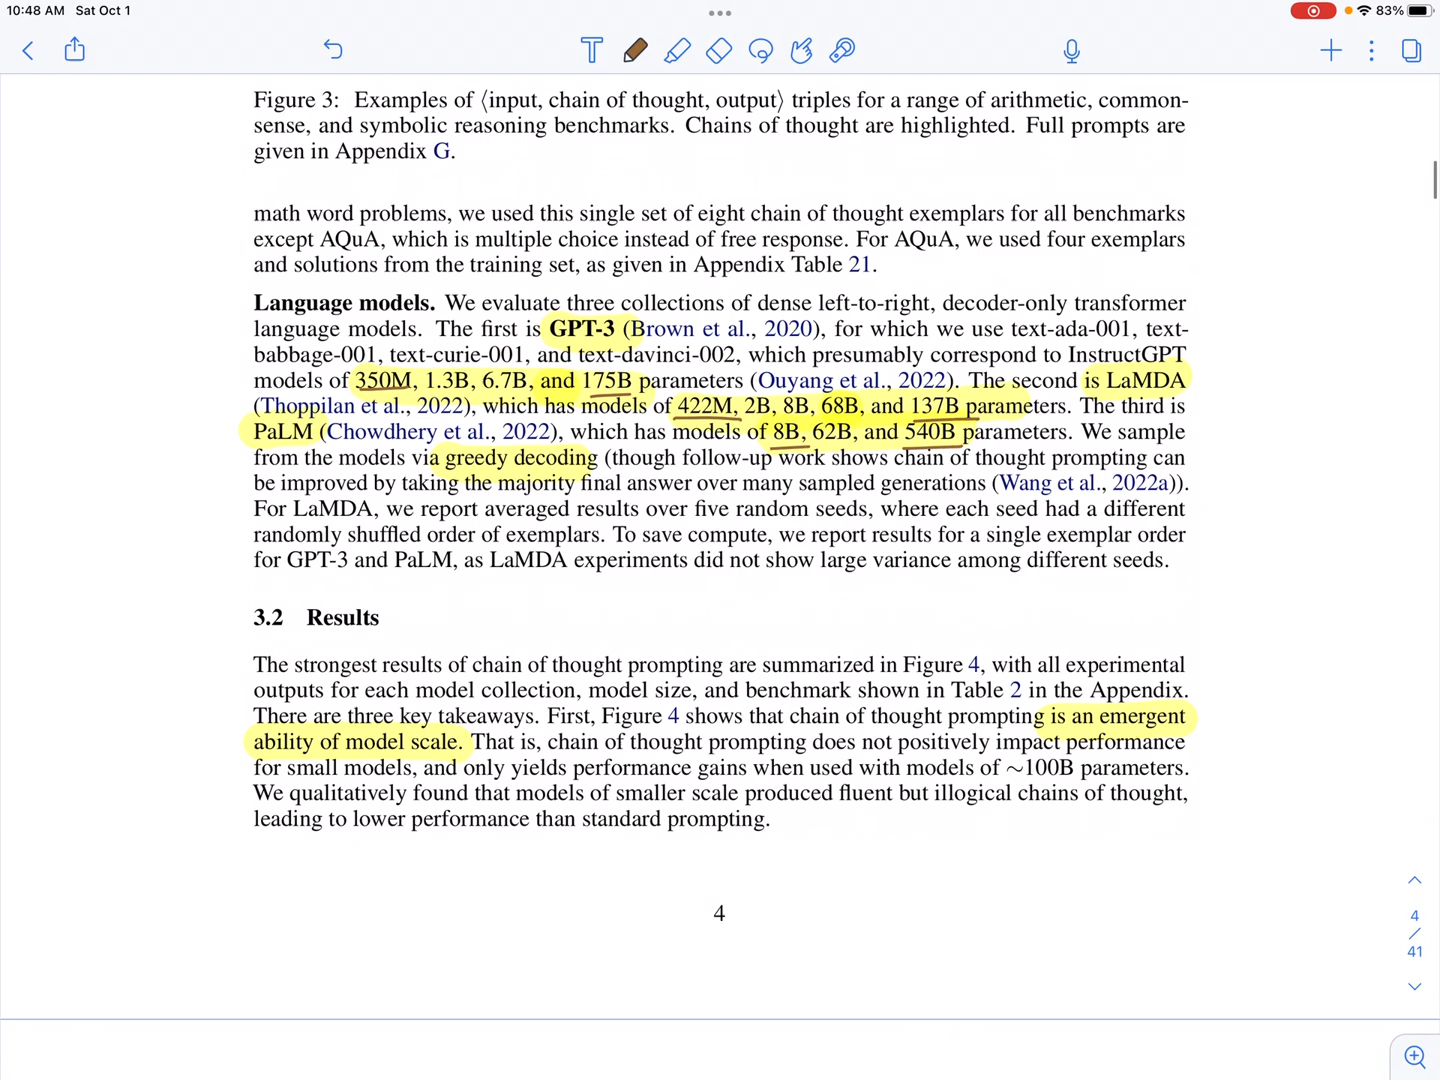 10:48 AM Sat Oct 1
83%
Figure 3: Examples of ⟨input, chain of thought, output⟩ triples for a range of arithmetic, common-
sense, and symbolic reasoning benchmarks. Chains of thought are highlighted. Full prompts are
given in Appendix G.
math word problems, we used this single set of eight chain of thought exemplars for all benchmarks
except AQuA, which is multiple choice instead of free response. For AQuA, we used four exemplars
and solutions from the training set, as given in Appendix Table 21.
Language models. We evaluate three collections of dense left-to-right, decoder-only transformer
language models. The first is GPT-3 (Brown et al., 2020), for which we use text-ada-001, text-
babbage-001, text-curie-001, and text-davinci-002, which presumably correspond to InstructGPT
models of 350M, 1.3B, 6.7B, and 175B parameters (Ouyang et al., 2022). The second is LaMDA
(Thoppilan et al., 2022), which has models of 422M, 2B, 8B, 68B, and 137B parameters. The third is
PaLM (Chowdhery et al., 2022), which has models of 8B, 62B, and 540B parameters. We sample
from the models via greedy decoding (though follow-up work shows chain of thought prompting can
be improved by taking the majority final answer over many sampled generations (Wang et al., 2022a)).
For LaMDA, we report averaged results over five random seeds, where each seed had a different
randomly shuffled order of exemplars. To save compute, we report results for a single exemplar order
for GPT-3 and PaLM, as LaMDA experiments did not show large variance among different seeds.
3.2 Results
The strongest results of chain of thought prompting are summarized in Figure 4, with all experimental
outputs for each model collection, model size, and benchmark shown in Table 2 in the Appendix.
There are three key takeaways. First, Figure 4 shows that chain of thought prompting is an emergent
ability of model scale. That is, chain of thought prompting does not positively impact performance
for small models, and only yields performance gains when used with models of ∼100B parameters.
We qualitatively found that models of smaller scale produced fluent but illogical chains of thought,
leading to lower performance than standard prompting.
4
4
/
41